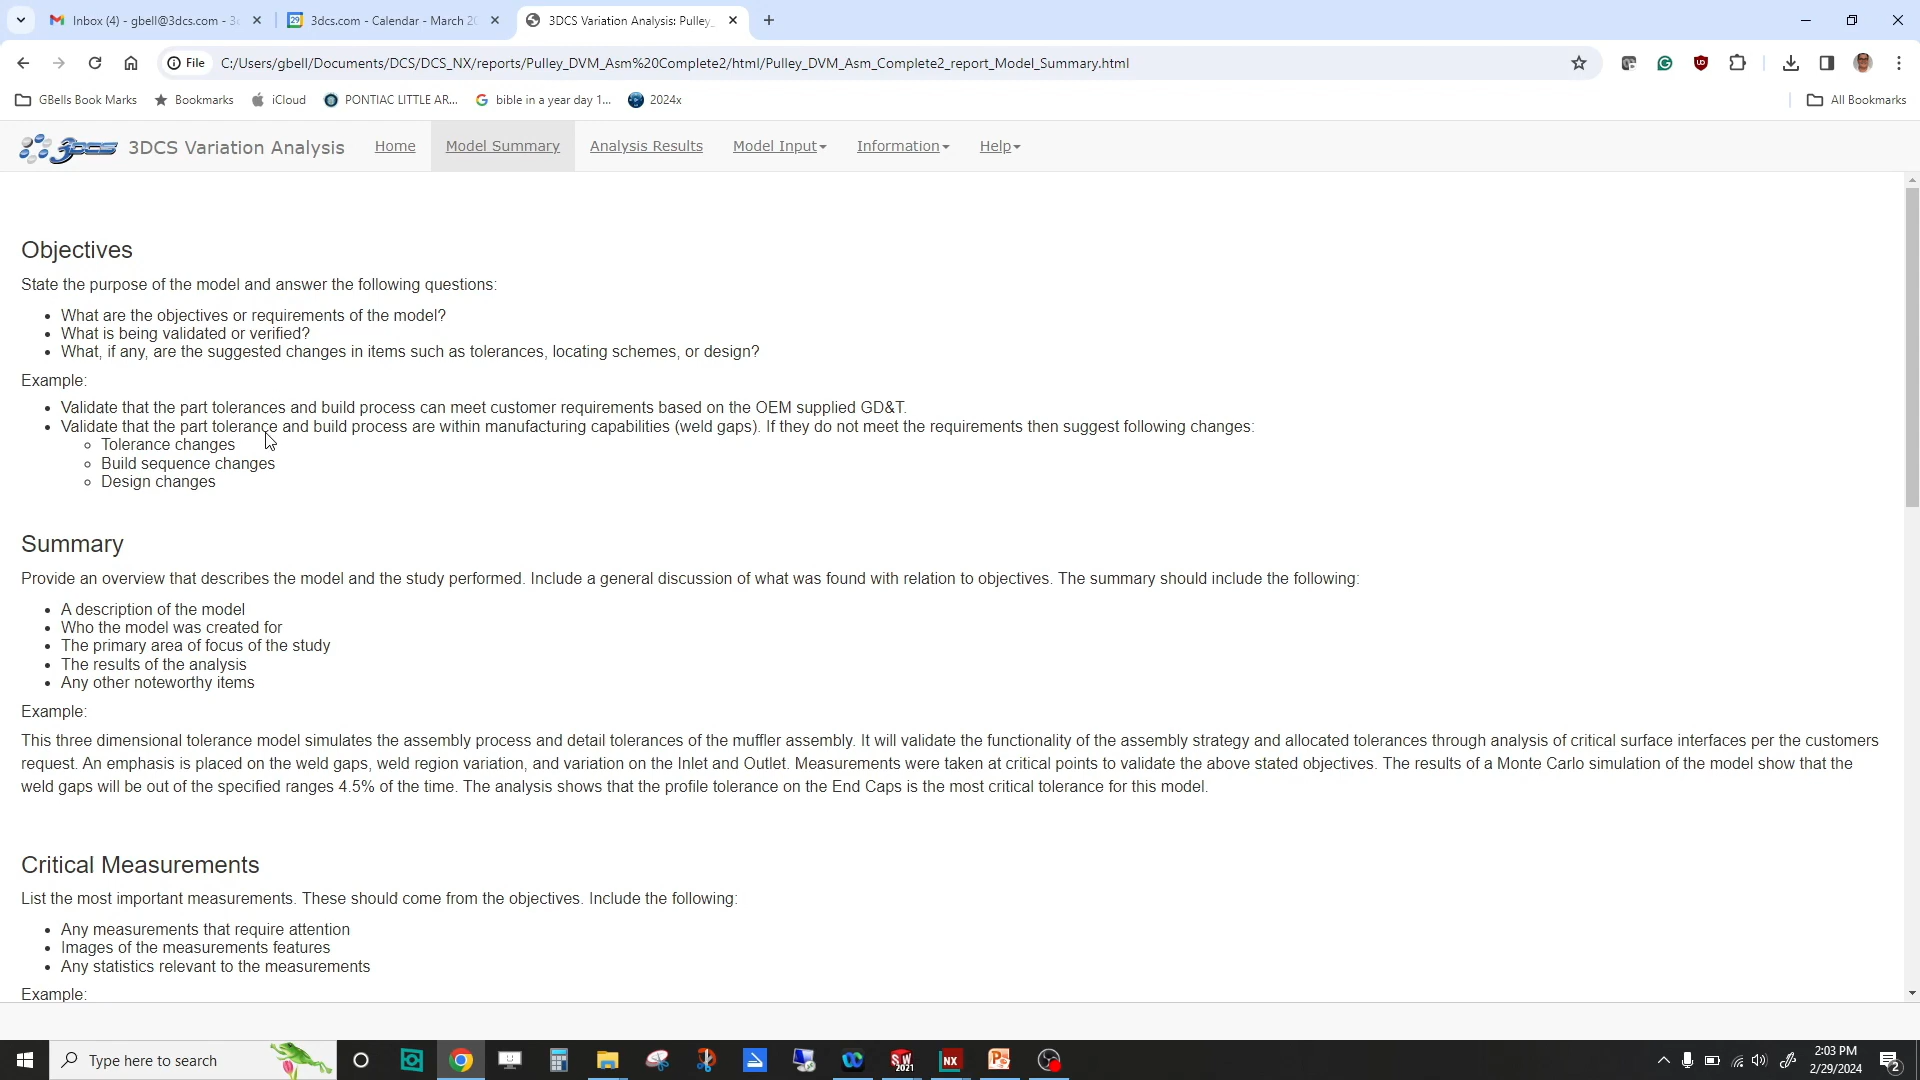 Inbox (4) - gbell@3dcs.com - 3
3dcs.com - Calendar - March 20
3DCS Variation Analysis: Pulley_
File
C:/Users/gbell/Documents/DCS/DCS_NX/reports/Pulley_DVM_Asm%20Complete2/html/Pulley_DVM_Asm_Complete2_report_Model_Summary.html
GBells Book Marks
Bookmarks
iCloud
PONTIAC LITTLE AR...
bible in a year day 1...
2024x
All Bookmarks
3DCS
3DCS Variation Analysis
Home
Model Summary
Analysis Results
Model Input
Information
Help
Objectives
State the purpose of the model and answer the following questions:
What are the objectives or requirements of the model?
What is being validated or verified?
What, if any, are the suggested changes in items such as tolerances, locating schemes, or design?
Example:
Validate that the part tolerances and build process can meet customer requirements based on the OEM supplied GD&T.
Validate that the part tolerance and build process are within manufacturing capabilities (weld gaps). If they do not meet the requirements then suggest following changes:
Tolerance changes
Build sequence changes
Design changes
Summary
Provide an overview that describes the model and the study performed. Include a general discussion of what was found with relation to objectives. The summary should include the following:
A description of the model
Who the model was created for
The primary area of focus of the study
The results of the analysis
Any other noteworthy items
Example:
This three dimensional tolerance model simulates the assembly process and detail tolerances of the muffler assembly. It will validate the functionality of the assembly strategy and allocated tolerances through analysis of critical surface interfaces per the customers
request. An emphasis is placed on the weld gaps, weld region variation, and variation on the Inlet and Outlet. Measurements were taken at critical points to validate the above stated objectives. The results of a Monte Carlo simulation of the model show that the
weld gaps will be out of the specified ranges 4.5% of the time. The analysis shows that the profile tolerance on the End Caps is the most critical tolerance for this model.
Critical Measurements
List the most important measurements. These should come from the objectives. Include the following:
Any measurements that require attention
Images of the measurements features
Any statistics relevant to the measurements
Example:
Type here to search
SW
2021
NX
2:03 PM
2/29/2024
2